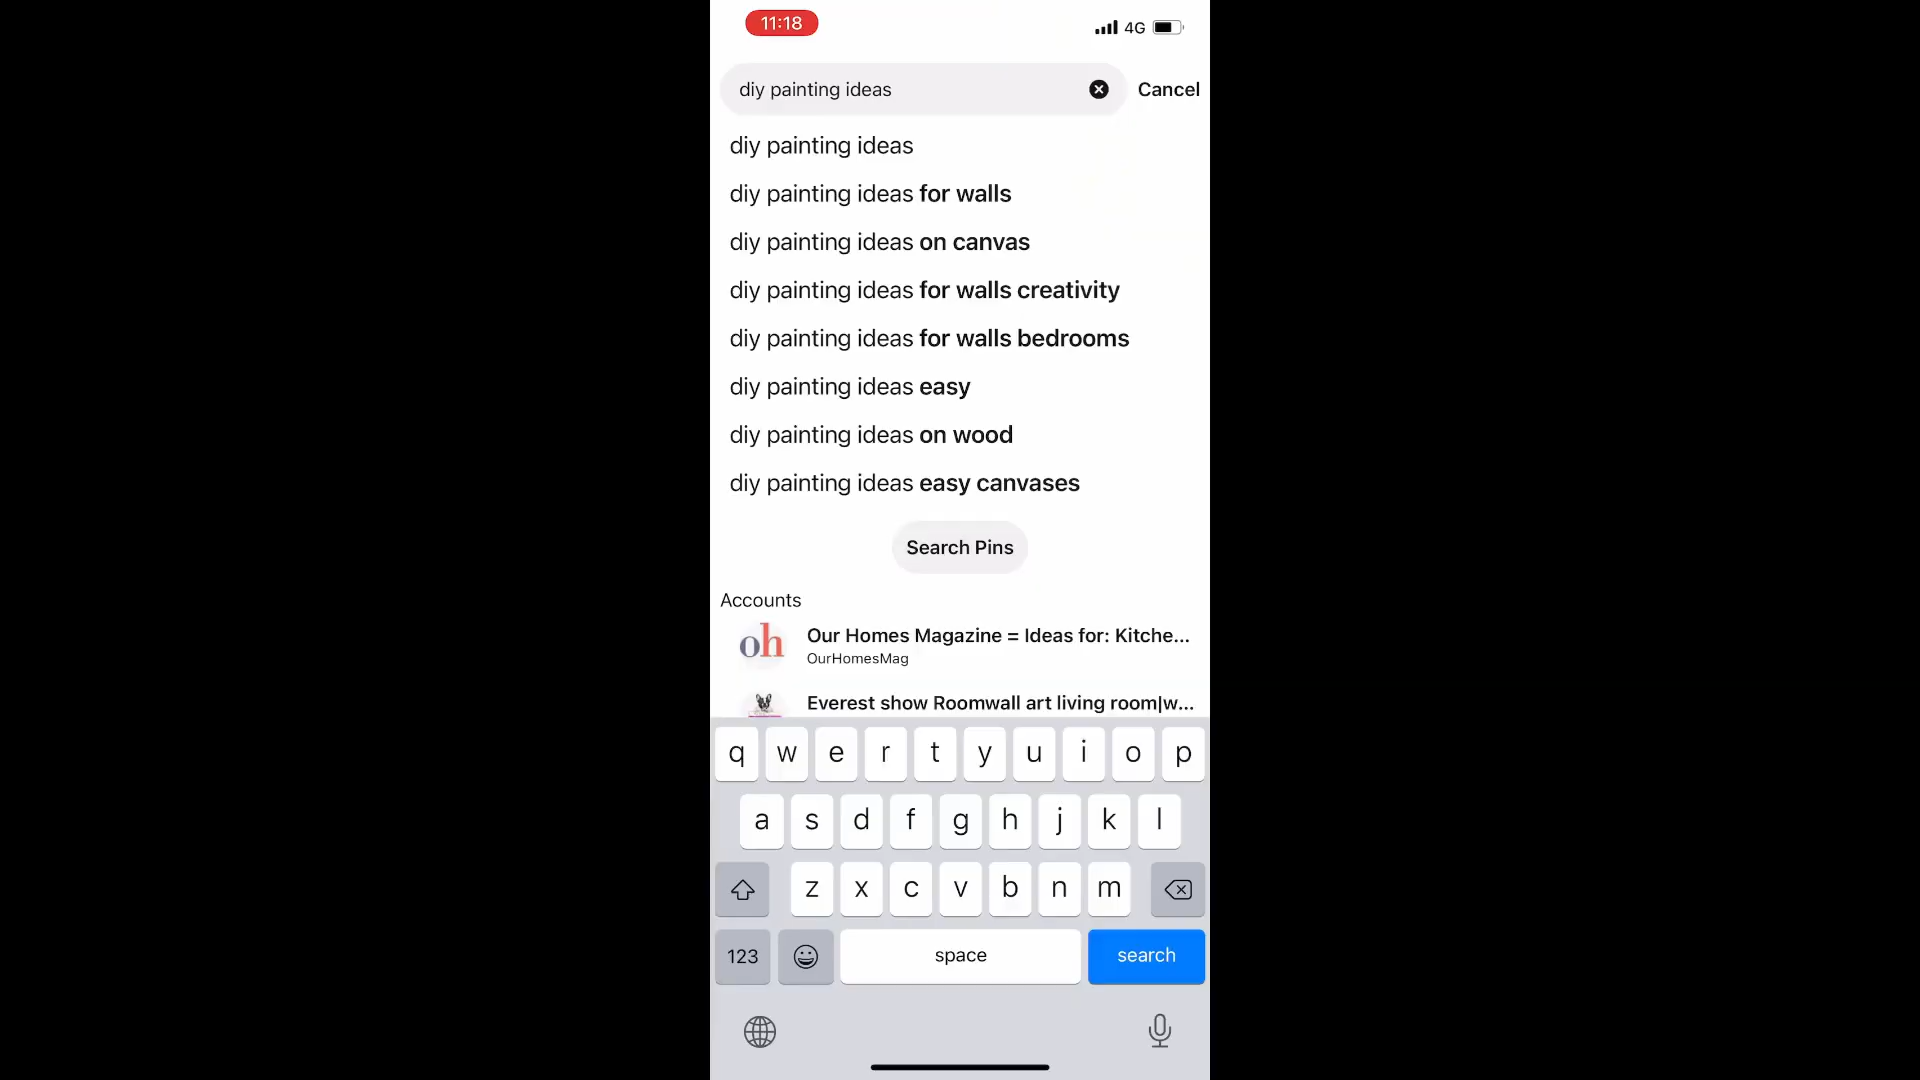 11:18
4G
diy painting ideas
Cancel
diy painting ideas
diy painting ideas for walls
diy painting ideas on canvas
diy painting ideas for walls creativity
diy painting ideas for walls bedrooms
diy painting ideas easy
diy painting ideas on wood
diy painting ideas easy canvases
Search Pins
Accounts
oh
Our Homes Magazine = Ideas for: Kitche...
OurHomesMag
Everest show Roomwall art living room|w...
q w e r t y u i o p
a s d f g h j k l
z x c v b n m
123
space
search